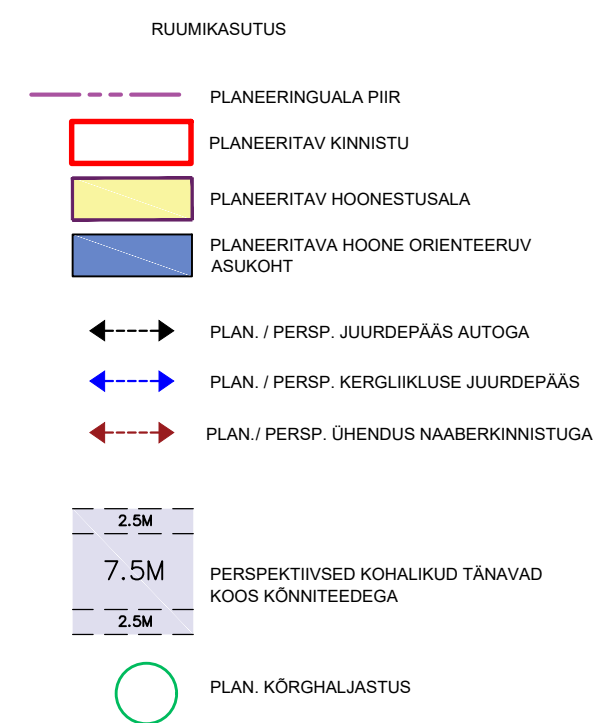 RUUMIKASUTUS
PLANEERINGUALA PIIR
PLANEERITAV KINNISTU
PLANEERITAV HOONESTUSALA
PLANEERITAVA HOONE ORIENTEERUV
ASUKOHT
PLAN. / PERSP. JUURDEPÄÄS AUTOGA
PLAN. / PERSP. KERGLIIKLUSE JUURDEPÄÄS
PLAN./ PERSP. ÜHENDUS NAABERKINNISTUGA
2.5M
7.5M
2.5M
PERSPEKTIIVSED KOHALIKUD TÄNAVAD
KOOS KÕNNITEEDEGA
PLAN. KÕRGHALJASTUS